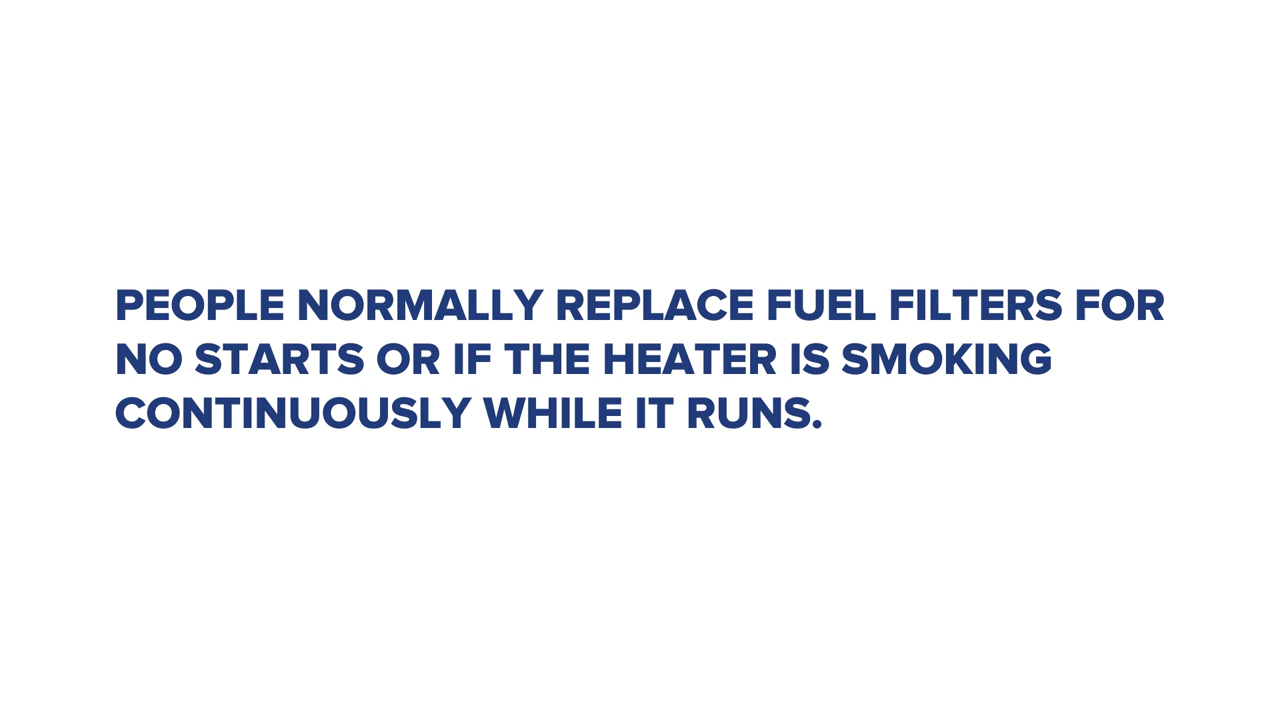 PEOPLE NORMALLY REPLACE FUEL FILTERS FOR
NO STARTS OR IF THE HEATER IS SMOKING
CONTINUOUSLY WHILE IT RUNS.